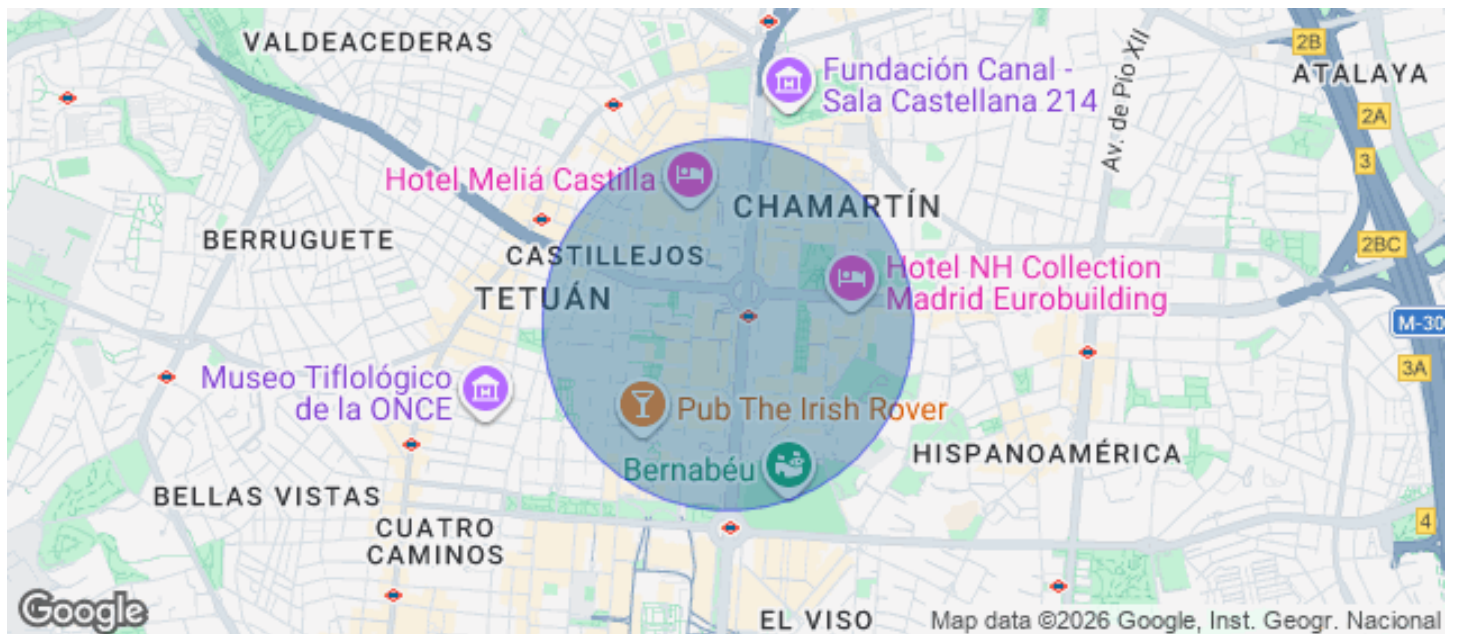 VALDEACEDERAS
Fundación Canal -
Sala Castellana 214
Av. de Pío XII
2B
ATALAYA
2A
3
Hotel Meliá Castilla
CHAMARTÍN
BERRUGUETE
CASTILLEJOS
2BC
Hotel NH Collection
Madrid Eurobuilding
TETUÁN
M-30
3A
Museo Tiflológico
de la ONCE
Pub The Irish Rover
HISPANOAMÉRICA
Bernabéu
BELLAS VISTAS
CUATRO
CAMINOS
4
Google
EL VISO
Map data ©2026 Google, Inst. Geogr. Nacional